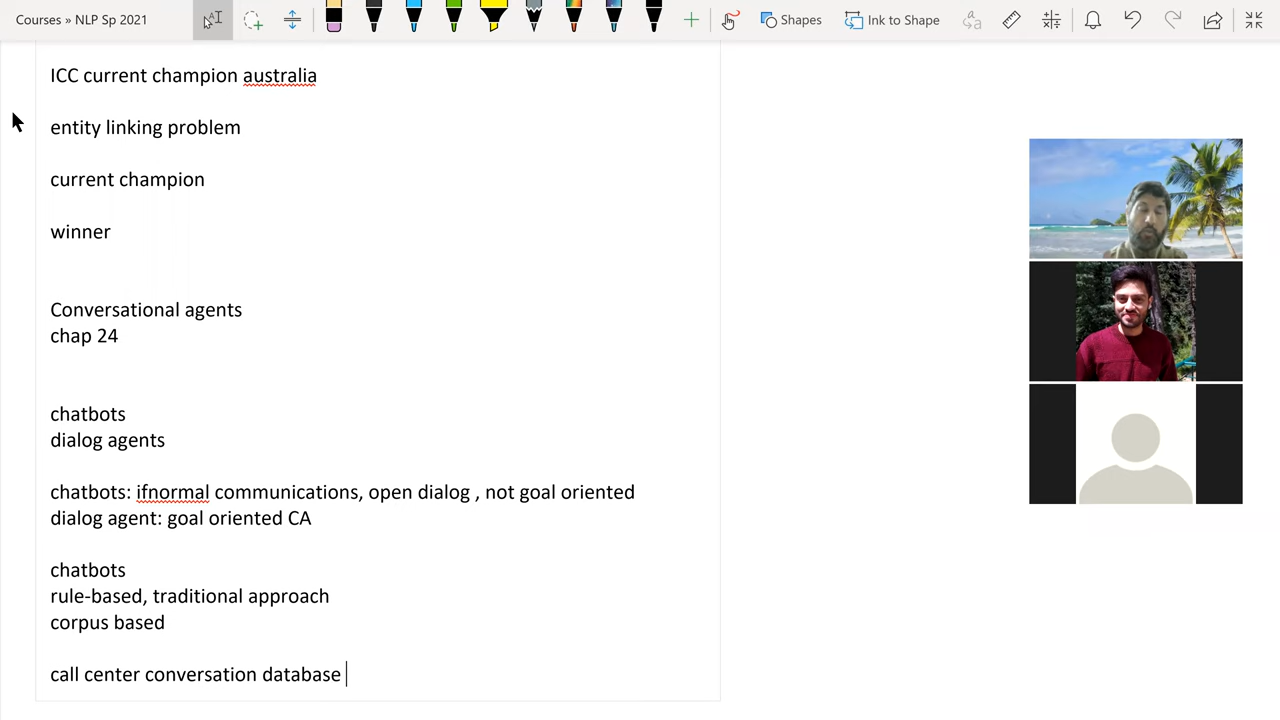 Courses » NLP Sp 2021
Shapes
Ink to Shape
ICC current champion australia
entity linking problem
current champion
winner
Conversational agents
chap 24
chatbots
dialog agents
chatbots: ifnormal communications, open dialog , not goal oriented
dialog agent: goal oriented CA
chatbots
rule-based, traditional approach
corpus based
call center conversation database